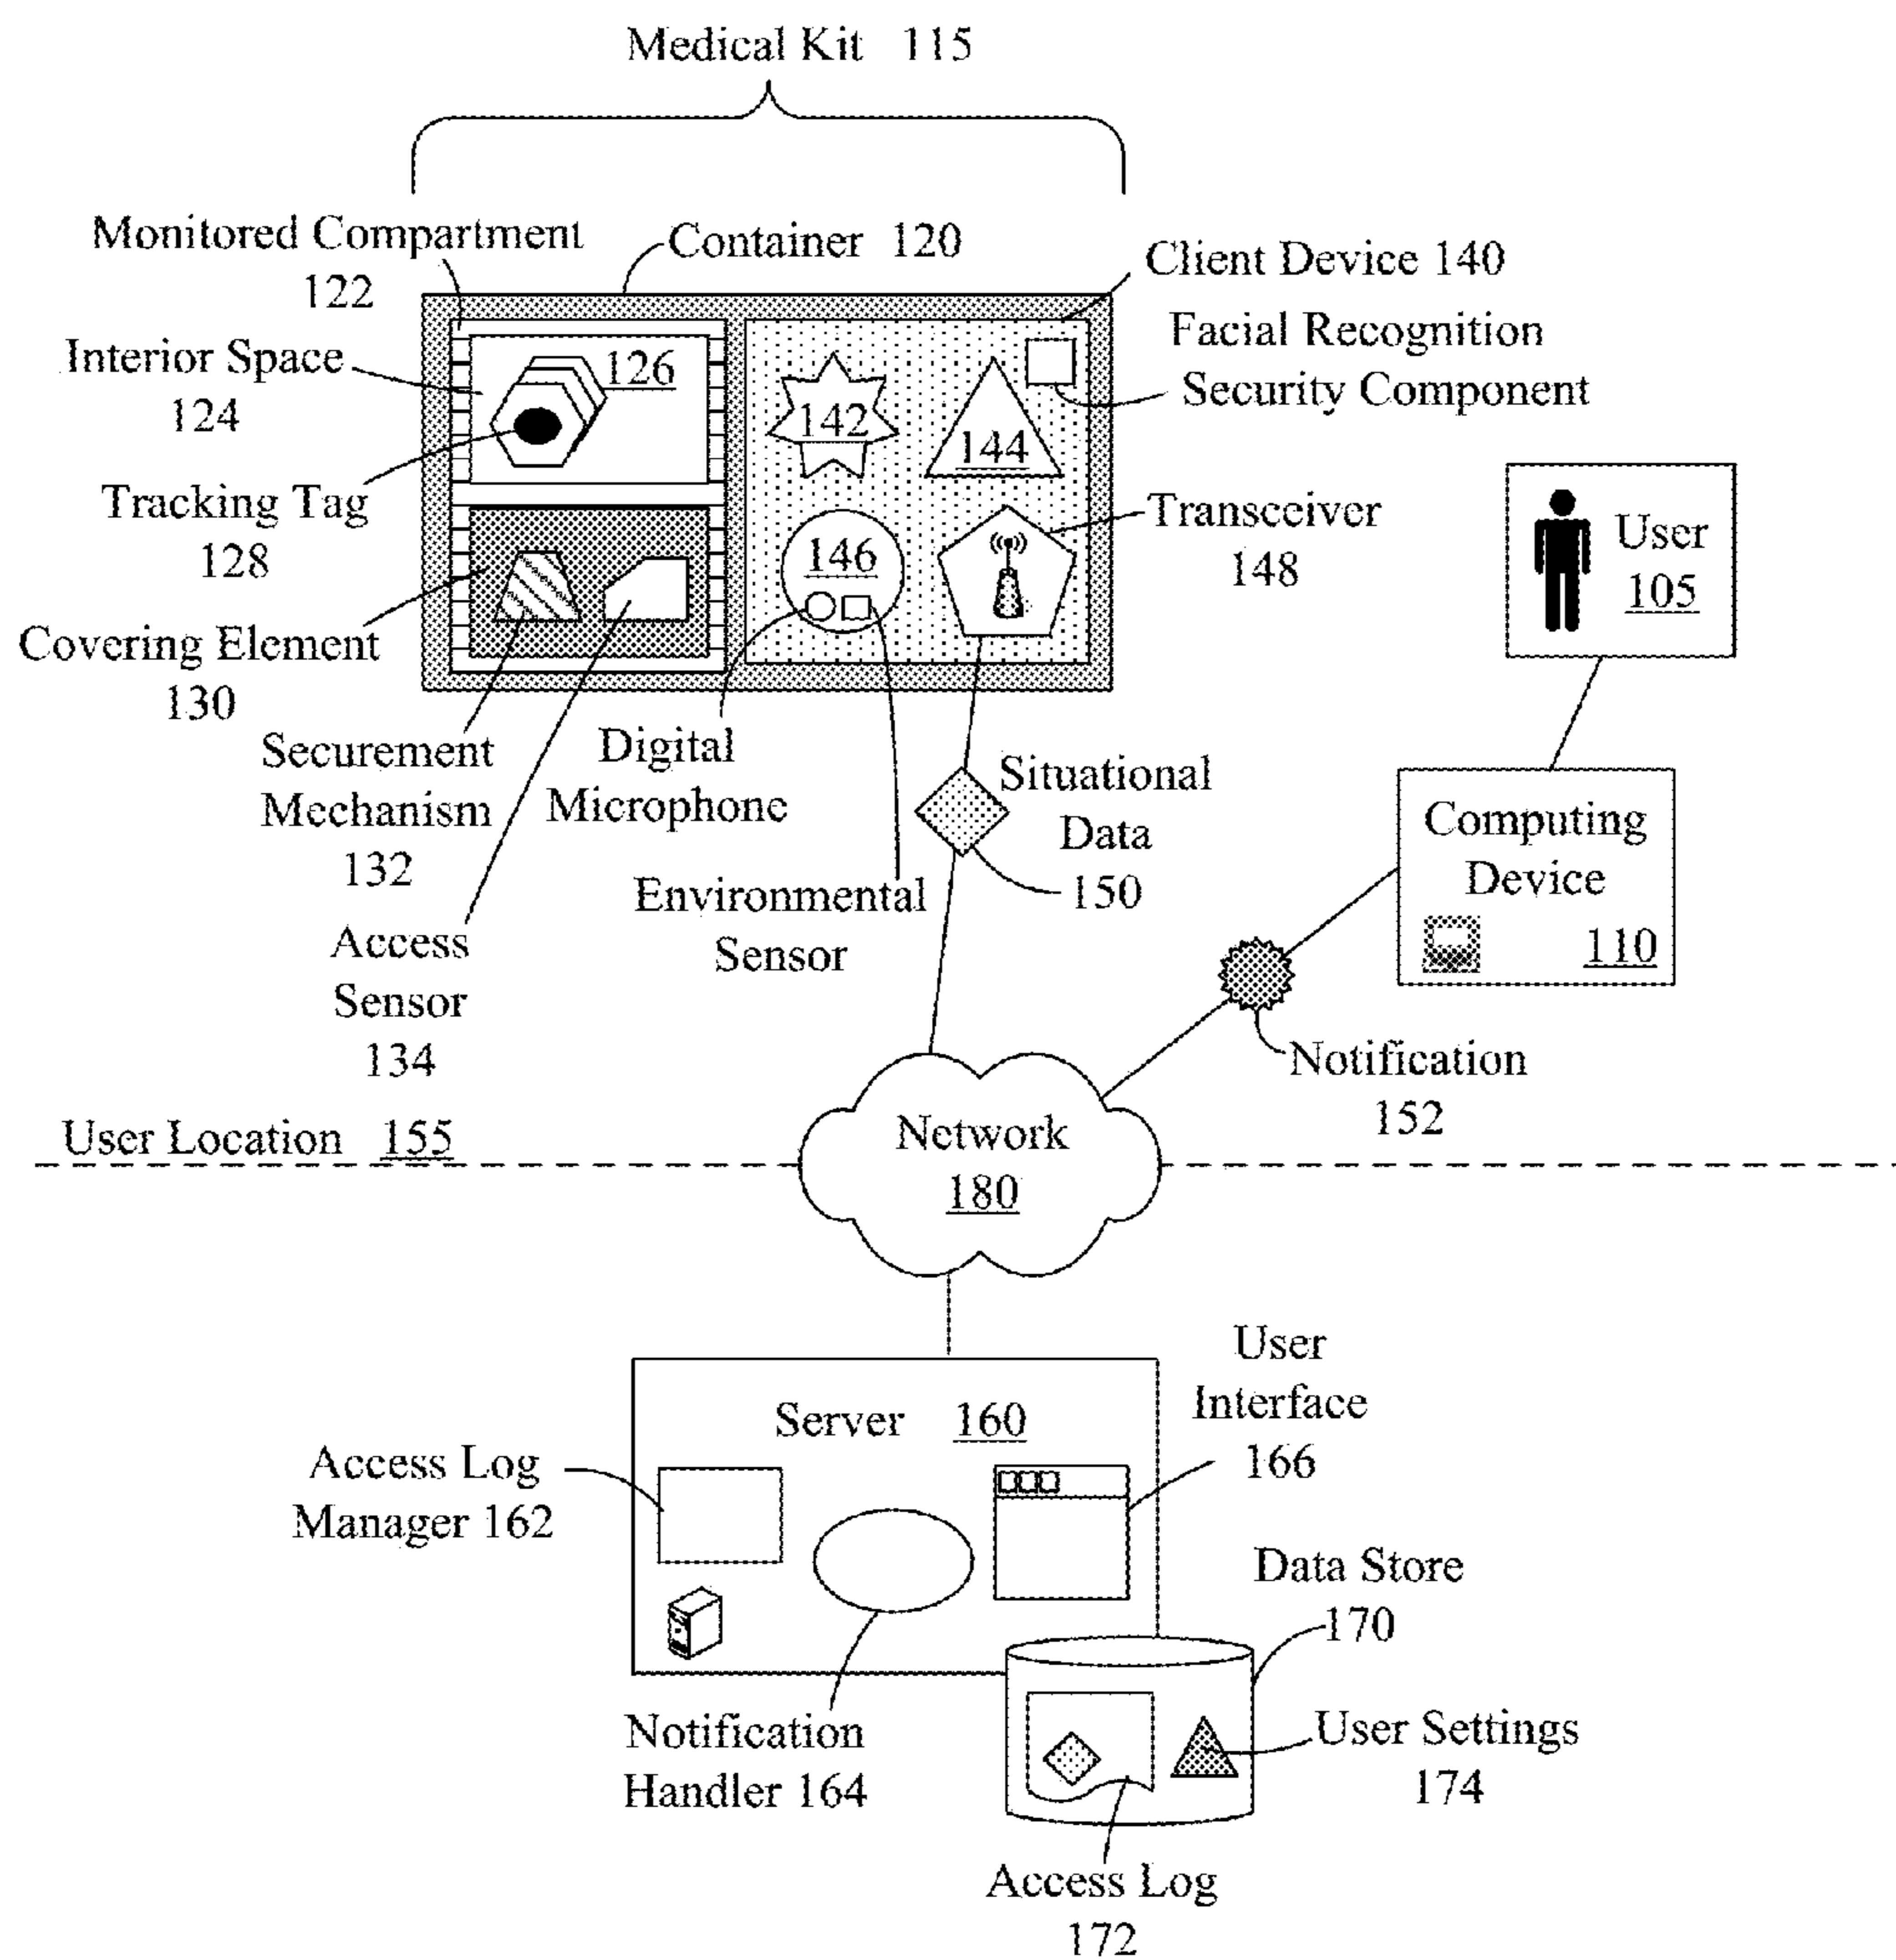 Medical Kit 115
Monitored Compartment
122
Container 120
Client Device 140
Facial Recognition
Security Component
Interior Space
124
126
142
144
Tracking Tag
128
Transceiver
148
146
User
105
Covering Element
130
Securement
Mechanism
132
Digital
Microphone
Situational
Data
150
Computing
Device
110
Access
Sensor
134
Environmental
Sensor
Notification
152
User Location 155
Network
180
User
Interface
166
Server 160
Access Log
Manager 162
Data Store
170
Notification
Handler 164
User Settings
174
Access Log
172